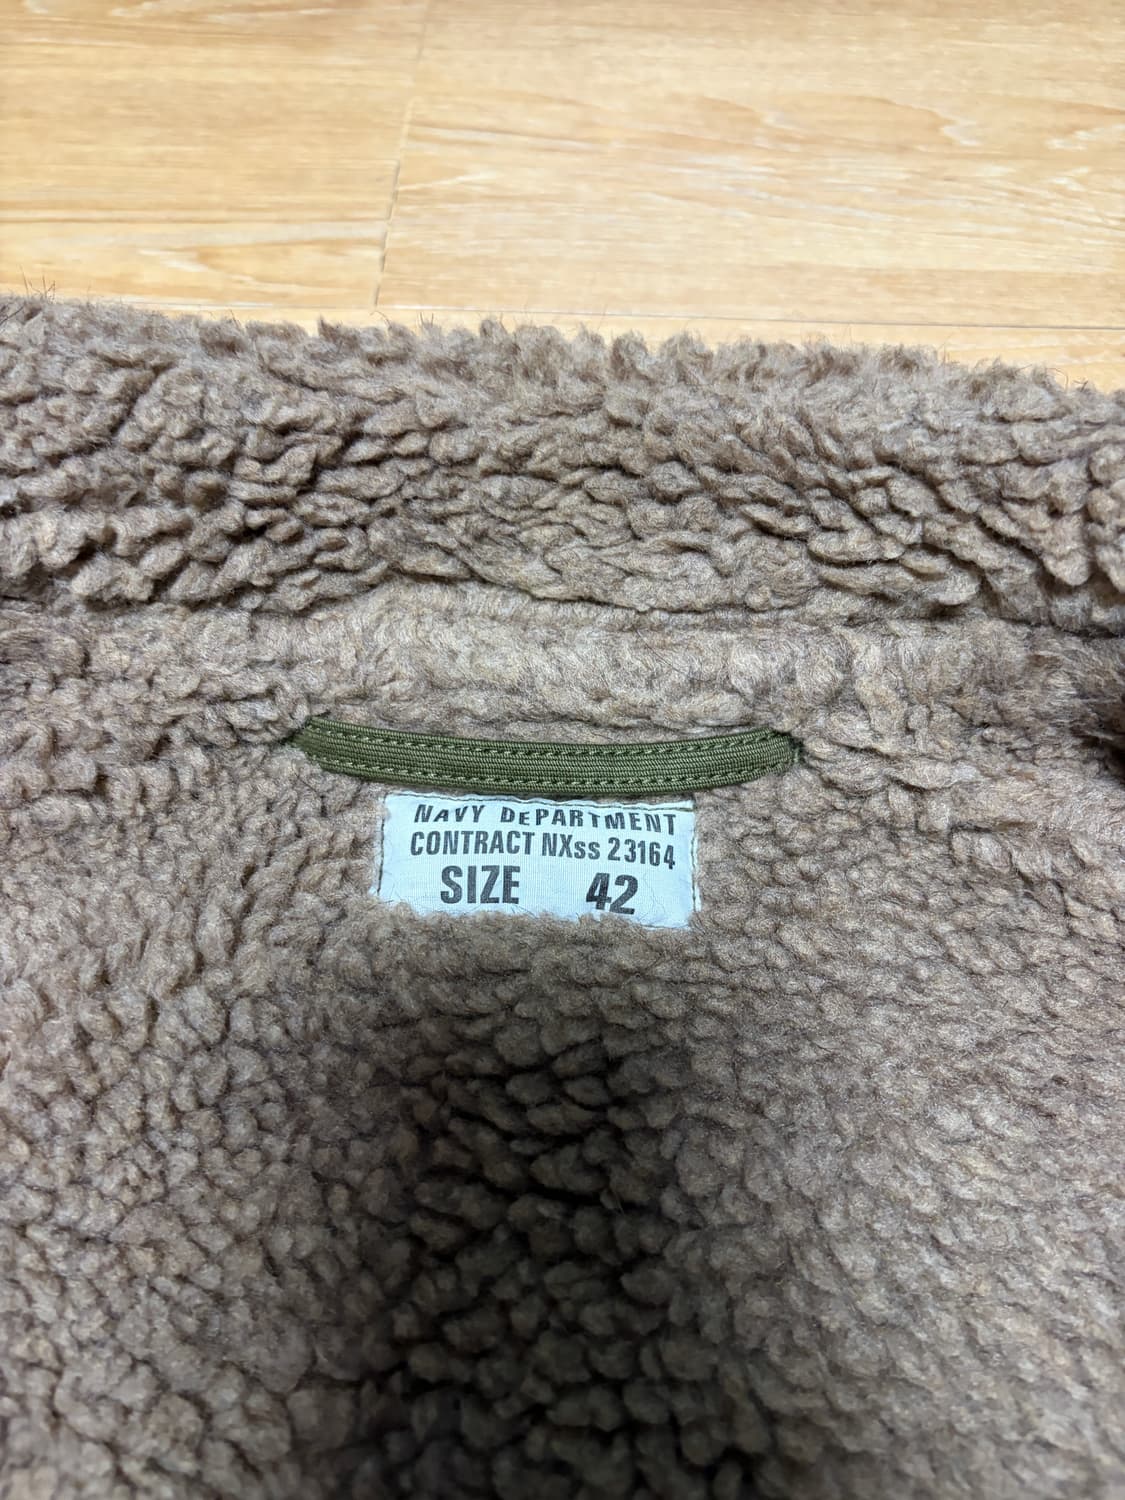 NAVY DEPARTMENT
CONTRACT NXss 23164
SIZE 42